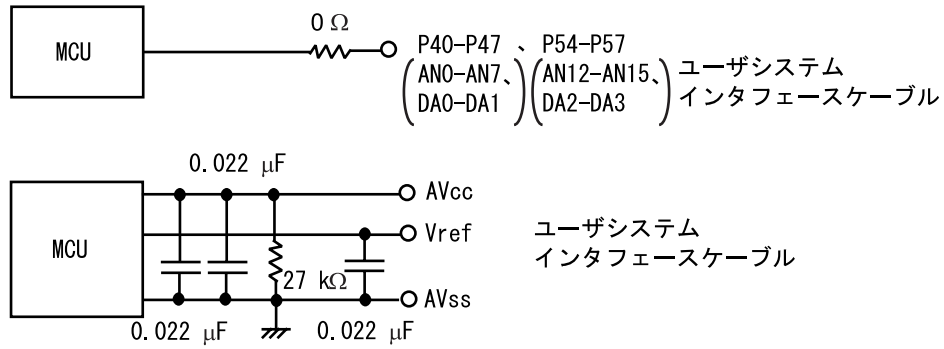 0 Ω
MCU
P40-P47 、 P54-P57
(AN0-AN7、) (AN12-AN15、) ユーザシステム
(DA0-DA1) (DA2-DA3) インタフェースケーブル
0.022 μF
AVcc
MCU
Vref
ユーザシステム
インタフェースケーブル
27 kΩ
AVss
0.022 μF
0.022 μF